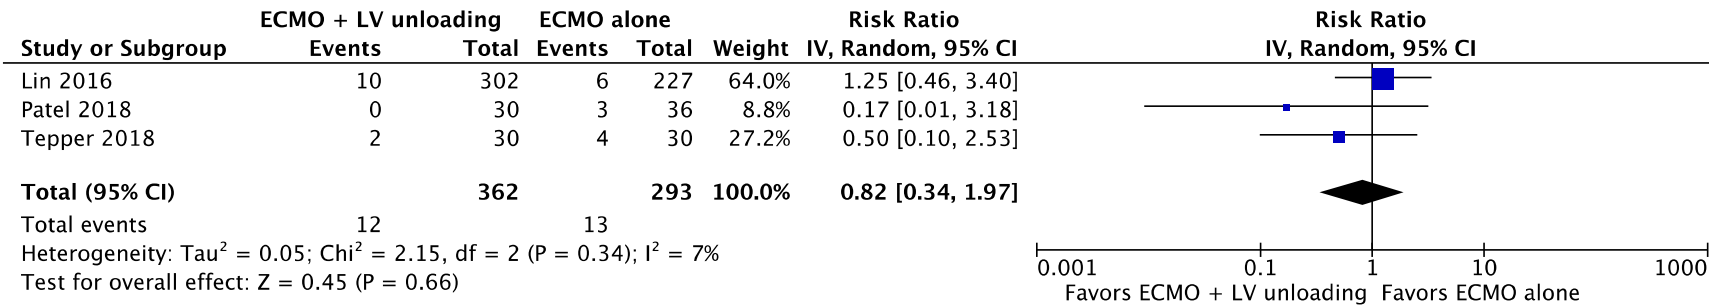 ECMO + LV unloading ECMO alone Risk Ratio Risk Ratio
Study or Subgroup Events Total Events Total Weight IV, Random, 95% CI IV, Random, 95% CI
Lin 2016 10 302 6 227 64.0% 1.25 [0.46, 3.40]
Patel 2018 0 30 3 36 8.8% 0.17 [0.01, 3.18]
Tepper 2018 2 30 4 30 27.2% 0.50 [0.10, 2.53]
Total (95% CI) 362 293 100.0% 0.82 [0.34, 1.97]
Total events 12 13
Heterogeneity: Tau² = 0.05; Chi² = 2.15, df = 2 (P = 0.34); I² = 7%
Test for overall effect: Z = 0.45 (P = 0.66)
0.001 0.1 1 10 1000
Favors ECMO + LV unloading Favors ECMO alone